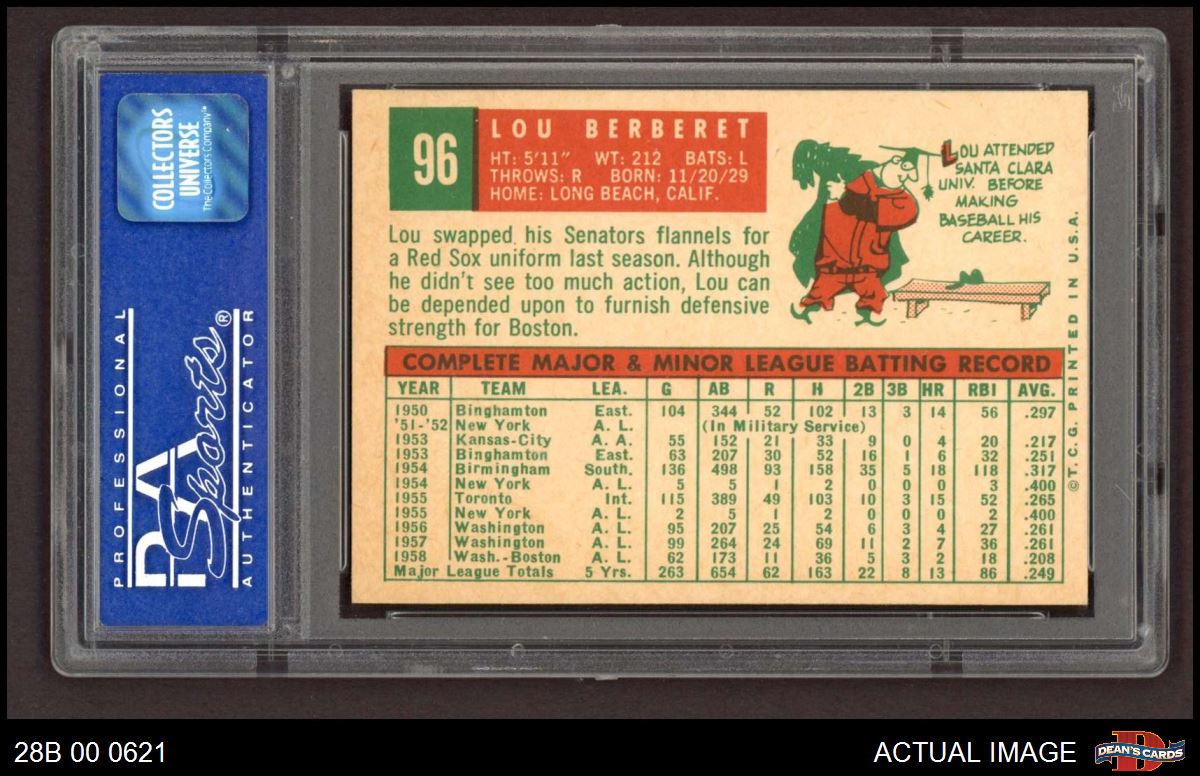 COLLECTORS
UNIVERSE
The Collectors Company™
PROFESSIONAL
PSA
Sports®
AUTHENTICATOR
96
LOU BERBERET
HT: 5'11" WT: 212 BATS: L
THROWS: R BORN: 11/20/29
HOME: LONG BEACH, CALIF.
LOU ATTENDED
SANTA CLARA
UNIV. BEFORE
MAKING
BASEBALL HIS
CAREER.
Lou swapped his Senators flannels for
a Red Sox uniform last season. Although
he didn't see too much action, Lou can
be depended upon to furnish defensive
strength for Boston.
COMPLETE MAJOR & MINOR LEAGUE BATTING RECORD
YEAR TEAM LEA. G AB R H 2B 3B HR RBI AVG.
1950 Binghamton East. 104 344 52 102 13 3 14 56 .297
'51-'52 New York A. L. (In Military Service)
1953 Kansas-City A. A. 55 152 21 33 9 0 4 20 .217
1953 Binghamton East. 63 207 30 52 16 1 6 32 .251
1954 Birmingham South. 136 498 93 158 35 5 18 118 .317
1954 New York A. L. 5 5 1 2 0 0 0 3 .400
1955 Toronto Int. 115 389 49 103 10 3 15 52 .265
1955 New York A. L. 2 5 1 2 0 0 0 2 .400
1956 Washington A. L. 95 207 25 54 6 3 4 27 .261
1957 Washington A. L. 99 264 24 69 11 2 7 36 .261
1958 Wash.-Boston A. L. 62 173 11 36 5 3 2 18 .208
Major League Totals 5 Yrs. 263 654 62 163 22 8 13 86 .249
©T.C.G. PRINTED IN U.S.A.
28B 00 0621
ACTUAL IMAGE
DEAN'S CARDS